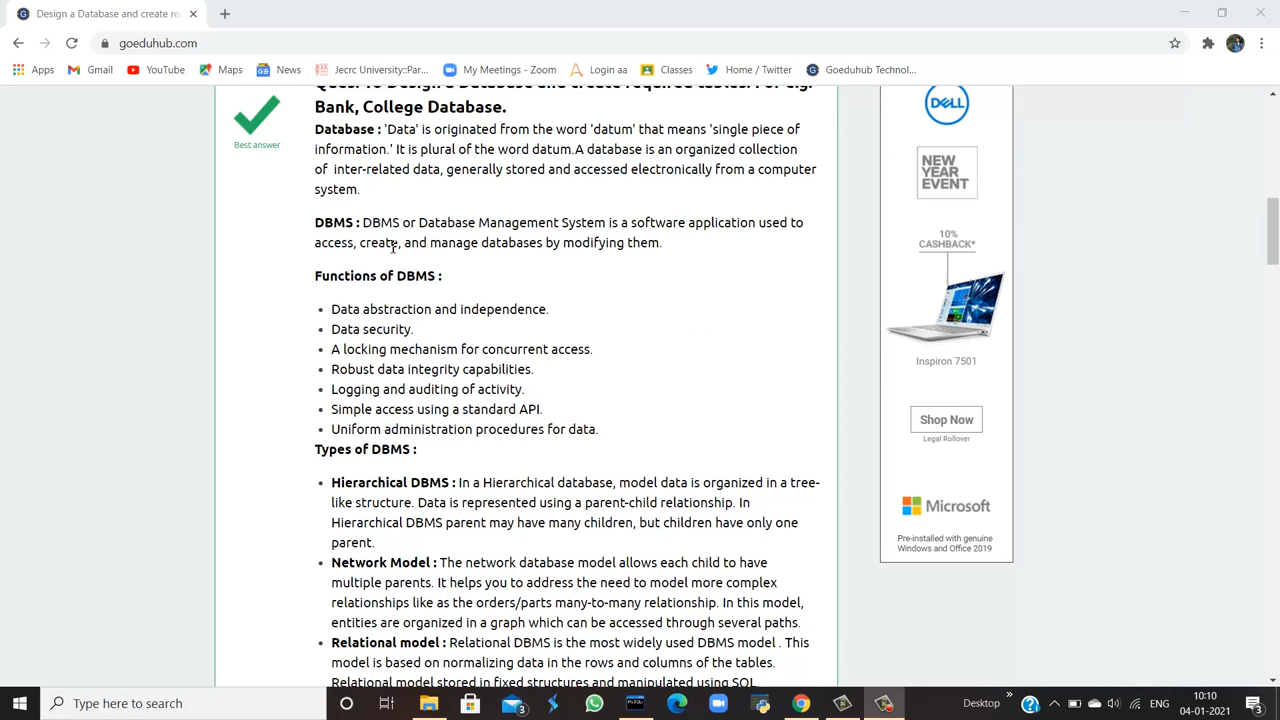 Design a Database and create re
goeduhub.com
Apps
Gmail
YouTube
Maps
News
Jecrc University::Par...
My Meetings - Zoom
Login aa
Classes
Home / Twitter
Goeduhub Technol...
Bank, College Database.
Best answer
Database : 'Data' is originated from the word 'datum' that means 'single piece of
information.' It is plural of the word datum.A database is an organized collection
of inter-related data, generally stored and accessed electronically from a computer
system.
DBMS : DBMS or Database Management System is a software application used to
access, create, and manage databases by modifying them.
Functions of DBMS :
• Data abstraction and independence.
• Data security.
• A locking mechanism for concurrent access.
• Robust data integrity capabilities.
• Logging and auditing of activity.
• Simple access using a standard API.
• Uniform administration procedures for data.
Types of DBMS :
• Hierarchical DBMS : In a Hierarchical database, model data is organized in a tree-
like structure. Data is represented using a parent-child relationship. In
Hierarchical DBMS parent may have many children, but children have only one
parent.
• Network Model : The network database model allows each child to have
multiple parents. It helps you to address the need to model more complex
relationships like as the orders/parts many-to-many relationship. In this model,
entities are organized in a graph which can be accessed through several paths.
• Relational model : Relational DBMS is the most widely used DBMS model . This
model is based on normalizing data in the rows and columns of the tables.
Relational model stored in fixed structures and manipulated using SQL.
DELL
NEW
YEAR
EVENT
10%
CASHBACK*
Inspiron 7501
Shop Now
Legal Rollover
Microsoft
Pre-installed with genuine
Windows and Office 2019
Type here to search
3
Desktop
»
ENG
10:10
04-01-2021
3